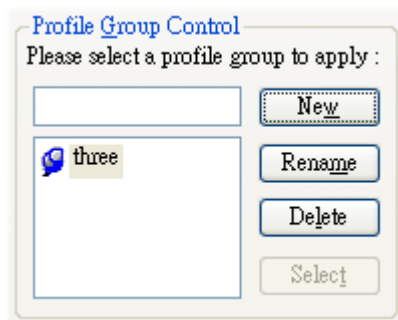 Profile Group Control
Please select a profile group to apply :
New
three
Rename
Delete
Select